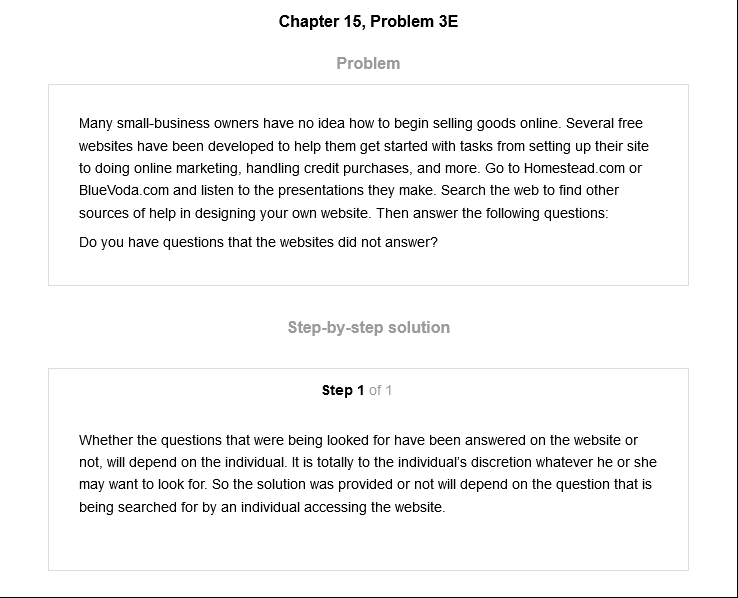 Chapter 15, Problem 3E
Problem
Many small-business owners have no idea how to begin selling goods online. Several free
websites have been developed to help them get started with tasks from setting up their site
to doing online marketing, handling credit purchases, and more. Go to Homestead.com or
BlueVoda.com and listen to the presentations they make. Search the web to find other
sources of help in designing your own website. Then answer the following questions:
Do you have questions that the websites did not answer?
Step-by-step solution
Step 1 of 1
Whether the questions that were being looked for have been answered on the website or
not, will depend on the individual. It is totally to the individual's discretion whatever he or she
may want to look for. So the solution was provided or not will depend on the question that is
being searched for by an individual accessing the website.